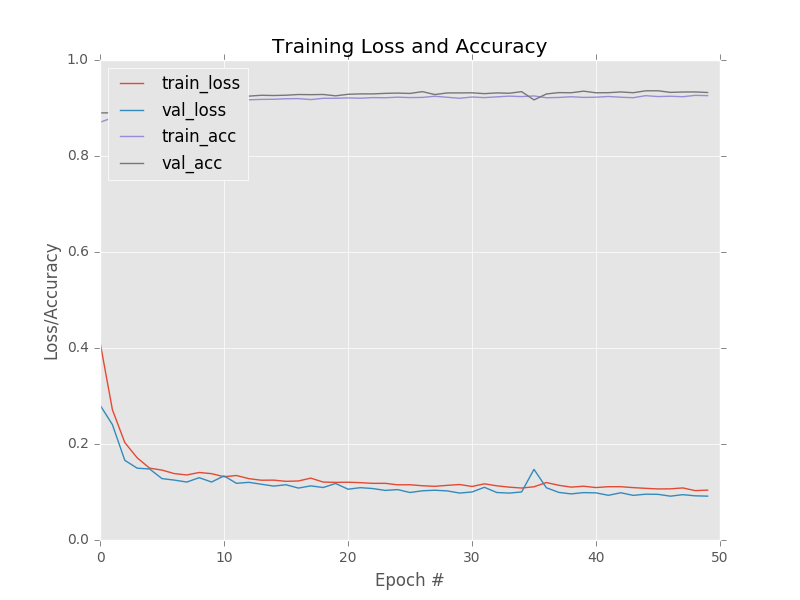 Training Loss and Accuracy
1.0
train_loss
val_loss
train_acc
val_acc
0.8
0.6
0.4
0.2
0.0
Loss/Accuracy
0 10 20 30 40 50
Epoch #